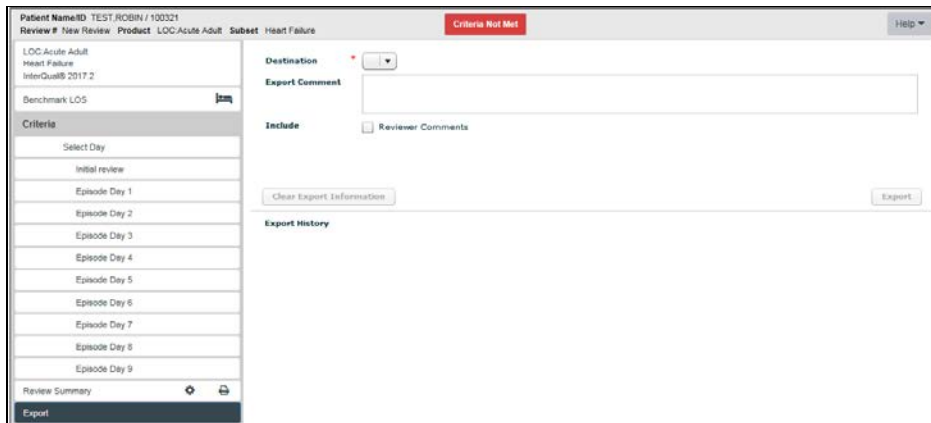 Patient Name/ID TEST,ROBIN / 100321
Review # New Review Product LOC:Acute Adult Subset Heart Failure
Criteria Not Met
Help
LOC:Acute Adult
Heart Failure
InterQual® 2017.2
Benchmark LOS
Criteria
Select Day
Initial review
Episode Day 1
Episode Day 2
Episode Day 3
Episode Day 4
Episode Day 5
Episode Day 6
Episode Day 7
Episode Day 8
Episode Day 9
Review Summary
Export
Destination *
Export Comment
Include Reviewer Comments
Clear Export Information Export
Export History